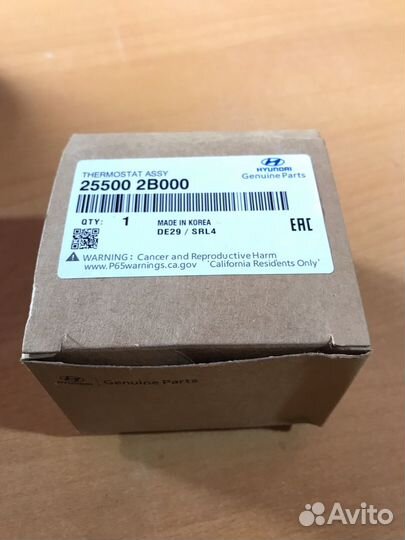 THERMOSTAT ASSY
25500 2B000
HYUNDAI
Genuine Parts
QTY: 1
MADE IN KOREA
DE29 / SRL4
EAC
WARNING: Cancer and Reproductive Harm
www.P65warnings.ca.gov 'California Residents Only'
HYUNDAI | Genuine Parts
Avito